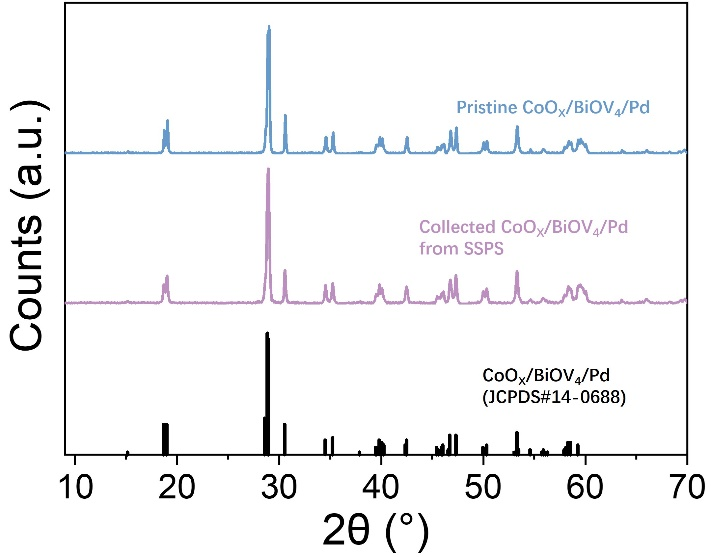 Counts (a.u.)
Pristine CoOₓ/BiOV₄/Pd
Collected CoOₓ/BiOV₄/Pd
from SSPS
CoOₓ/BiOV₄/Pd
(JCPDS#14-0688)
10 20 30 40 50 60 70
2θ (°)